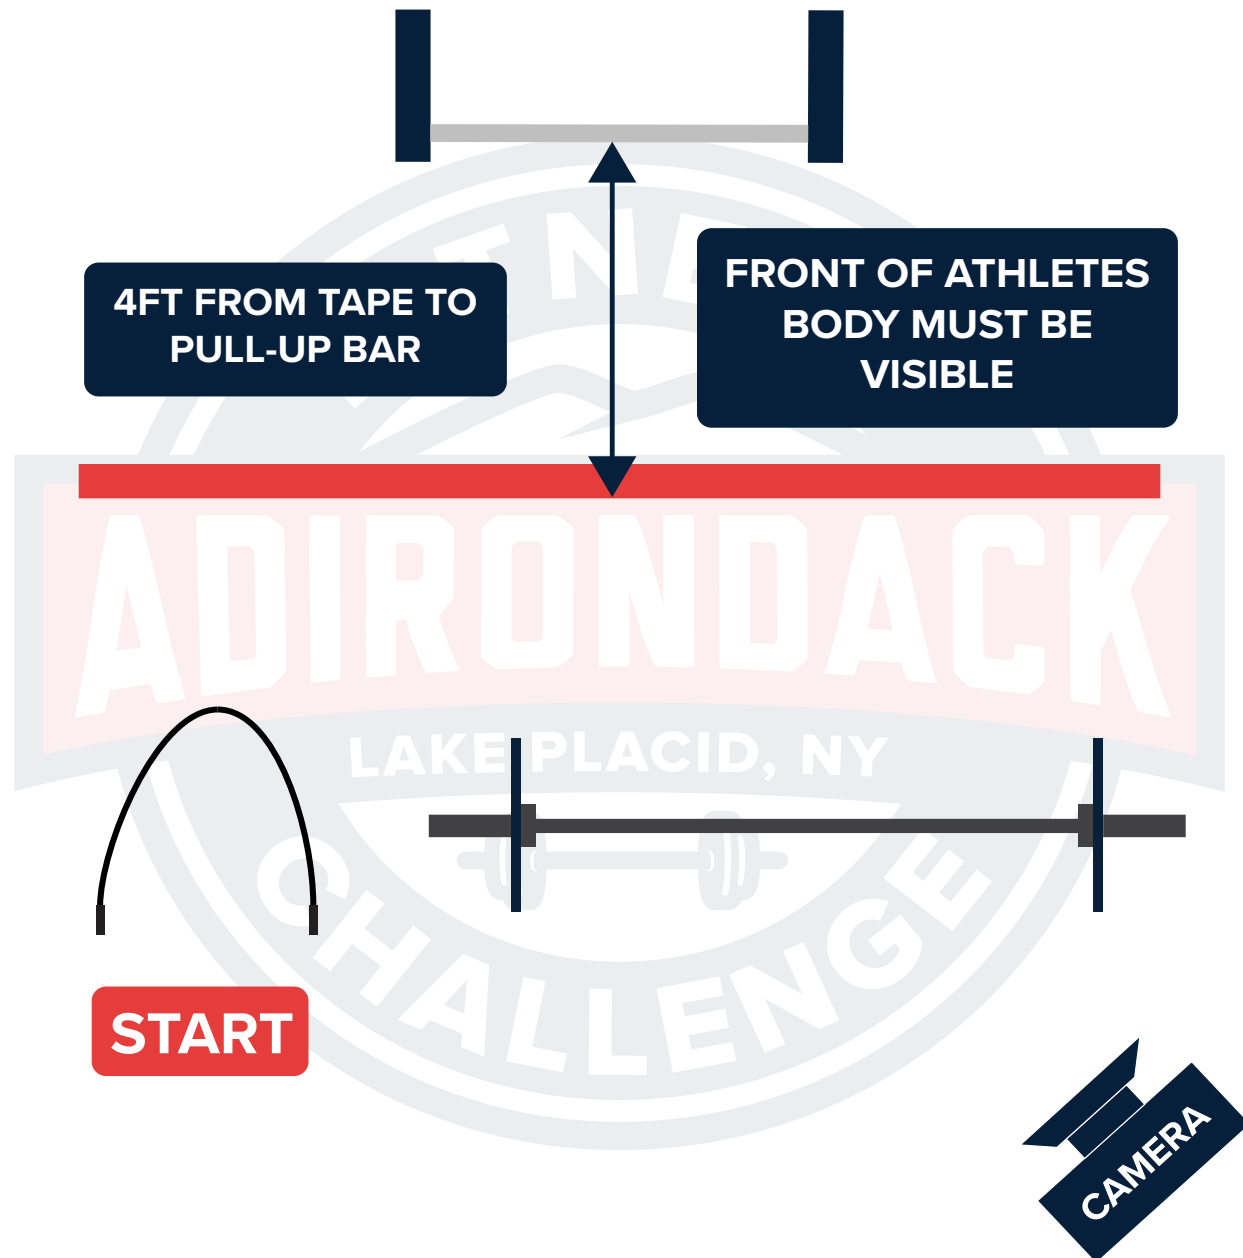 FITNESS
4FT FROM TAPE TO
PULL-UP BAR
FRONT OF ATHLETES
BODY MUST BE
VISIBLE
ADIRONDACK
LAKE PLACID, NY
CHALLENGE
START
CAMERA